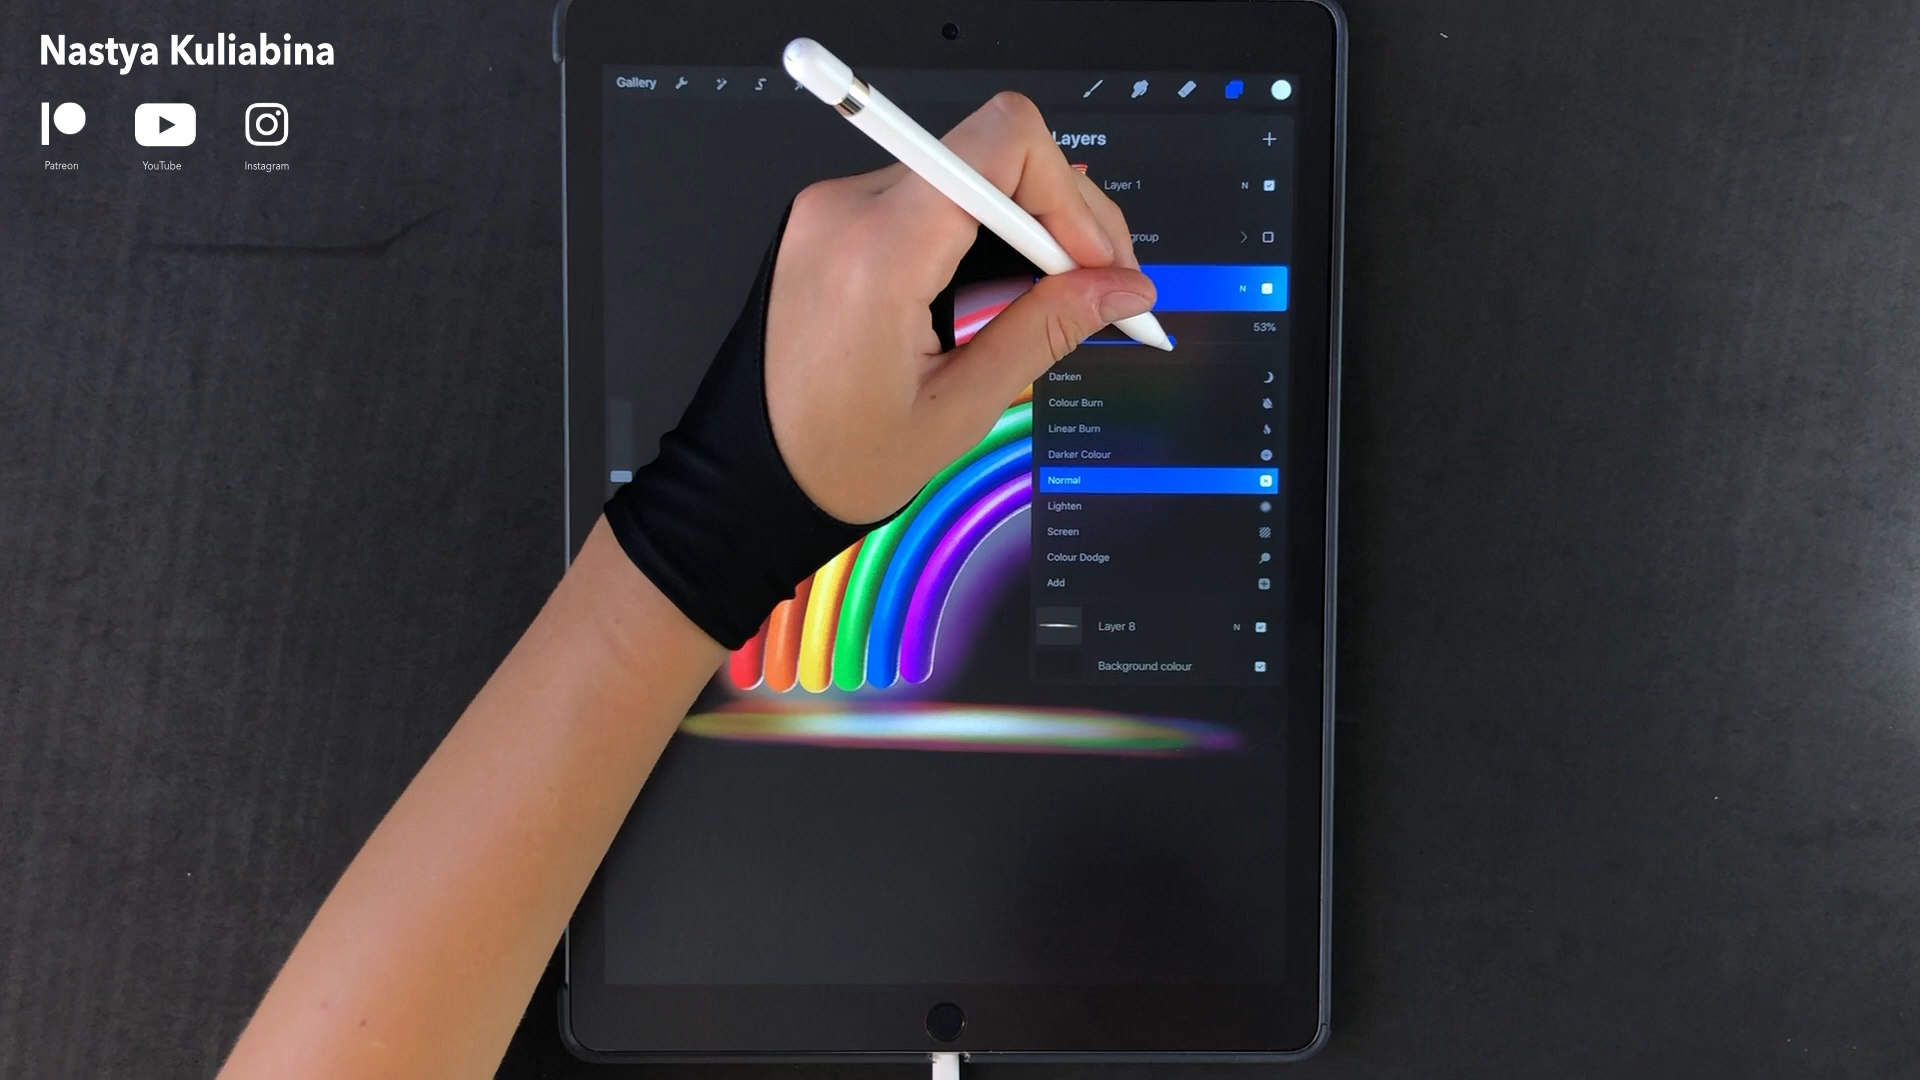 Nastya Kuliabina
Patreon
YouTube
Instagram
Gallery
Layers
Layer 1
N
group
N
53%
Darken
Colour Burn
Linear Burn
Darker Colour
Normal
N
Lighten
Screen
Colour Dodge
Add
Layer 8
N
Background colour